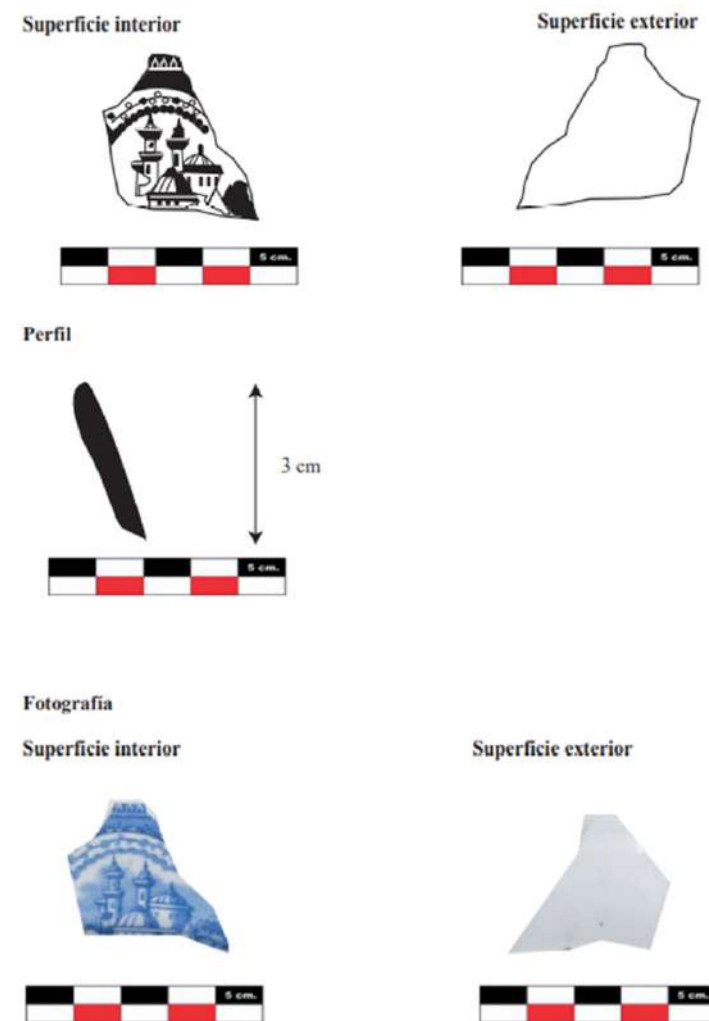 Superficie interior
Superficie exterior
5 cm.
5 cm.
Perfil
3 cm
5 cm.
Fotografía
Superficie interior
Superficie exterior
5 cm.
5 cm.